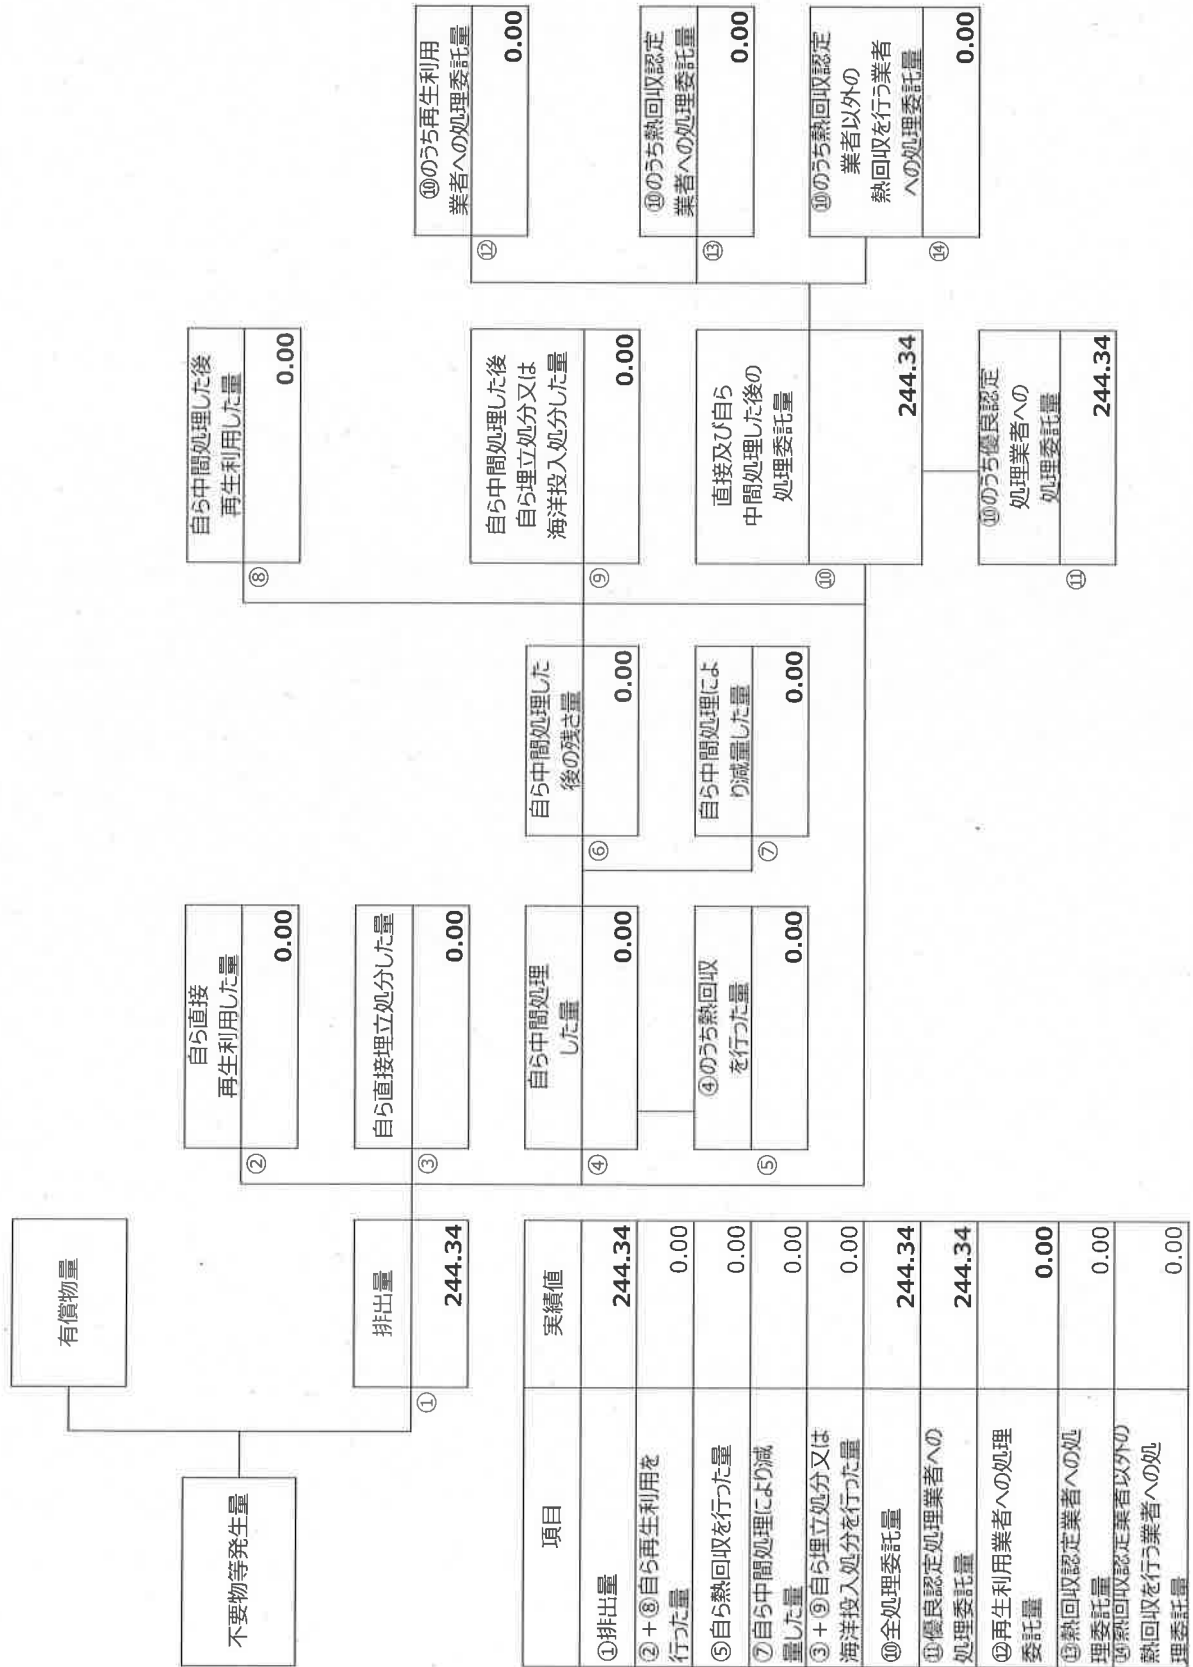 不要物等発生量
有償物量
排出量
①
244.34
自ら直接
再生利用した量
②
0.00
自ら直接埋立処分した量
③
0.00
自ら中間処理
した量
④
0.00
④のうち熱回収
を行つた量
⑤
0.00
自ら中間処理した
後の残さ量
⑥
0.00
自ら中間処理によ
り減量した量
⑦
0.00
自ら中間処理した後
再生利用した量
⑧
0.00
自ら中間処理した後
自ら埋立処分又は
海洋投入処分した量
⑨
0.00
直接及び自ら
中間処理した後の
処理委託量
⑩
244.34
⑩のうち優良認定
処理業者への
処理委託量
⑪
244.34
⑩のうち再生利用
業者への処理委託量
⑫
0.00
⑩のうち熱回収認定
業者への処理委託量
⑬
0.00
⑩のうち熱回収認定
業者以外の
熱回収を行う業者
への処理委託量
⑭
0.00
項目
実績値
①排出量
244.34
②+⑧自ら再生利用を
行つた量
0.00
⑤自ら熱回収を行つた量
0.00
⑦自ら中間処理により減
量した量
0.00
③+⑨自ら埋立処分又は
海洋投入処分を行つた量
0.00
⑩全処理委託量
244.34
⑪優良認定処理業者への
処理委託量
244.34
⑫再生利用業者への処理
委託量
0.00
⑬熱回収認定業者への処
理委託量
0.00
⑭熱回収認定業者以外の
熱回収を行う業者への処
理委託量
0.00